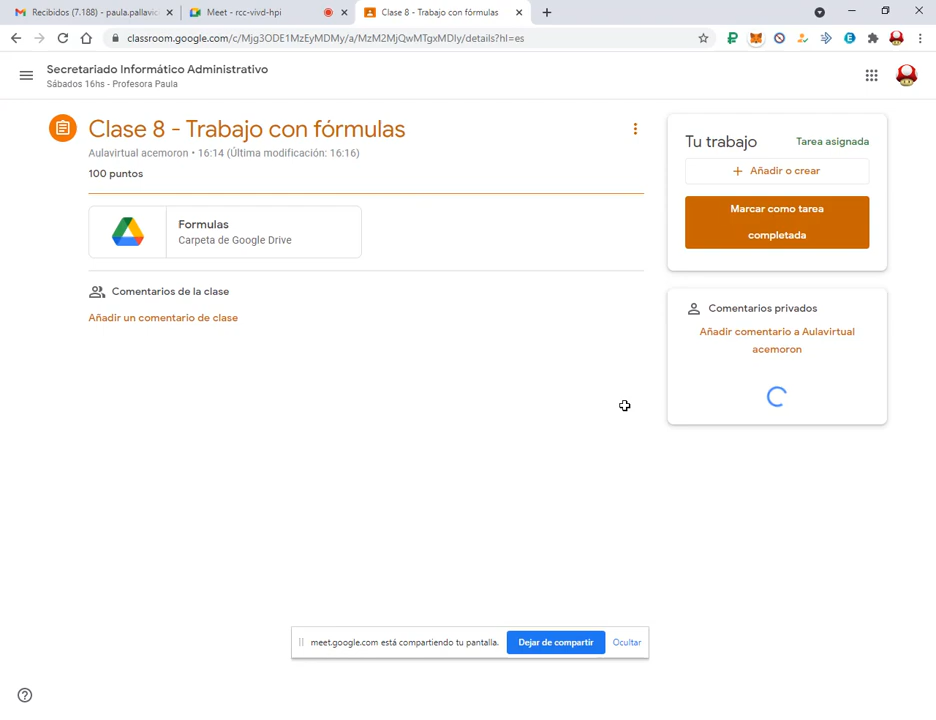 Recibidos (7.188) - paula.pallavic
Meet - rcc-vivd-hpi
Clase 8 - Trabajo con fórmulas
classroom.google.com/c/Mjg3ODE1MzEyMDMy/a/MzM2MjQwMTgxMDIy/details?hl=es
Secretariado Informático Administrativo
Sábados 16hs - Profesora Paula
Clase 8 - Trabajo con fórmulas
Aulavirtual acemoron • 16:14 (Última modificación: 16:16)
100 puntos
Formulas
Carpeta de Google Drive
Comentarios de la clase
Añadir un comentario de clase
Tu trabajo
Tarea asignada
+ Añadir o crear
Marcar como tarea
completada
Comentarios privados
Añadir comentario a Aulavirtual
acemoron
meet.google.com está compartiendo tu pantalla.
Dejar de compartir
Ocultar